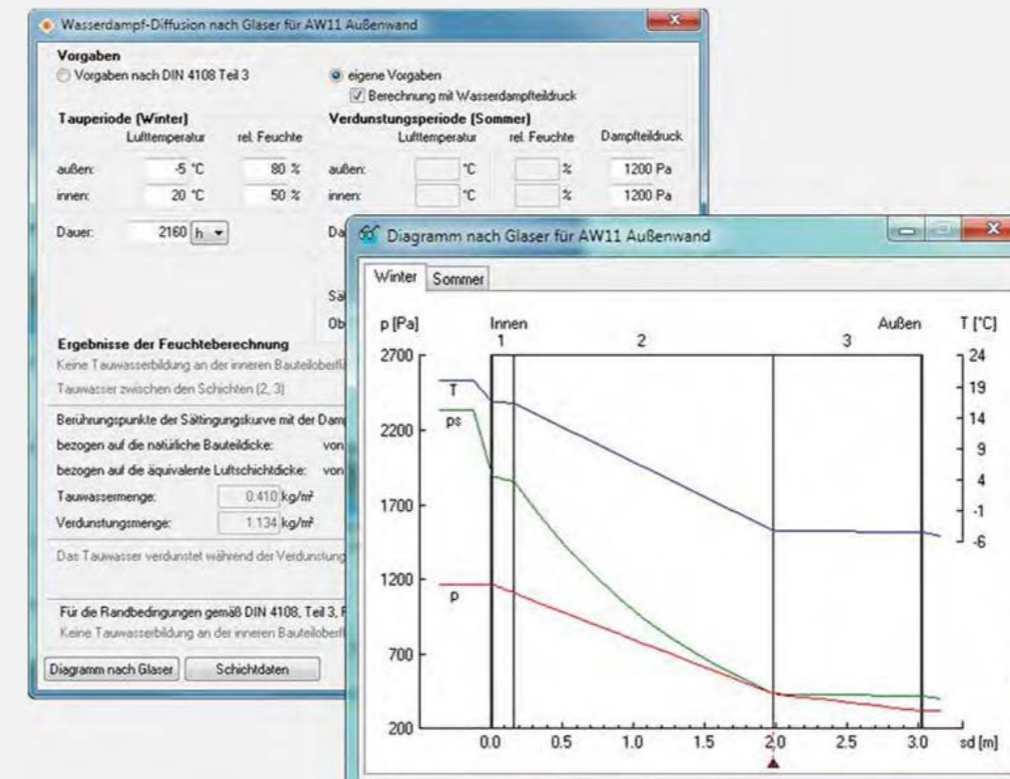 Wasserdampf-Diffusion nach Glaser für AW11 Außenwand
Vorgaben
Vorgaben nach DIN 4108 Teil 3
eigene Vorgaben
Berechnung mit Wasserdampfteildruck
Tauperiode (Winter)
Verdunstungsperiode (Sommer)
Lufttemperatur rel. Feuchte
Lufttemperatur rel. Feuchte Dampfteildruck
außen: -5 °C 80 %
außen: °C % 1200 Pa
innen: 20 °C 50 %
innen: °C % 1200 Pa
Dauer: 2160 h
Ergebnisse der Feuchteberechnung
Keine Tauwasserbildung an der inneren
Tauwasser zwischen den Schichten (2, 3)
Berührungspunkte der Sättingungskurve mit der
bezogen auf die natürliche Bauteildicke: von
bezogen auf die äquivalente Luftschichtdicke: von
Tauwassermenge: 0.410 kg/m²
Verdunstungsmenge: 1.134 kg/m²
Das Tauwasser verdunstet während der
Für die Randbedingungen gemäß DIN 4108, Teil 3,
Keine Tauwasserbildung an der inneren
Diagramm nach Glaser
Schichtdaten
Diagramm nach Glaser für AW11 Außenwand
Winter Sommer
p [Pa] Innen Außen T [°C]
1 2 3
2700 24
19
T
ps
2200 14
9
4
1700 -1
-6
1200
p
700
200
0.0 0.5 1.0 1.5 2.0 2.5 3.0 sd [m]